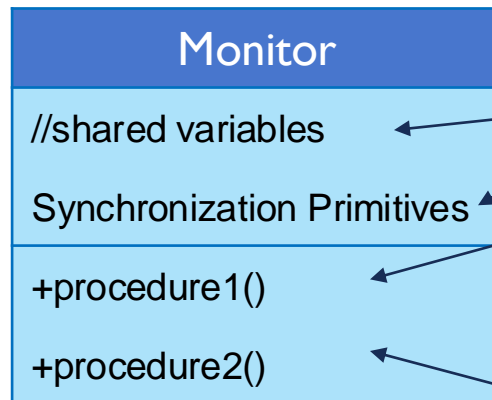 Monitor
//shared variables
Synchronization Primitives
+procedure1()
+procedure2()